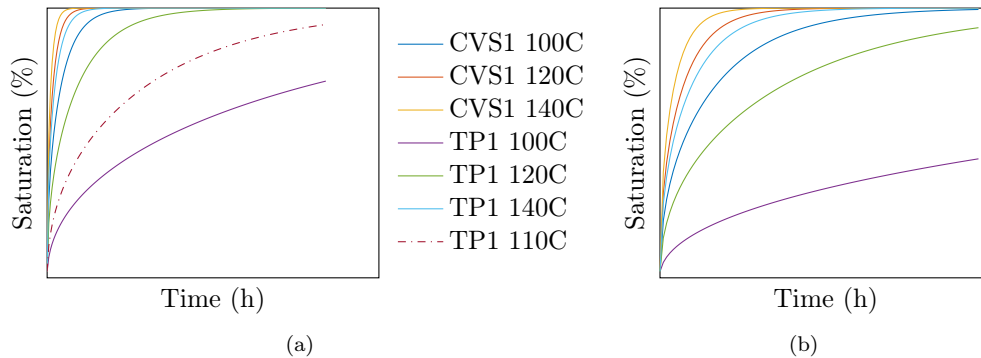 Saturation (%)
Time (h)
(a)
CVS1 100C
CVS1 120C
CVS1 140C
TP1 100C
TP1 120C
TP1 140C
TP1 110C
Saturation (%)
Time (h)
(b)